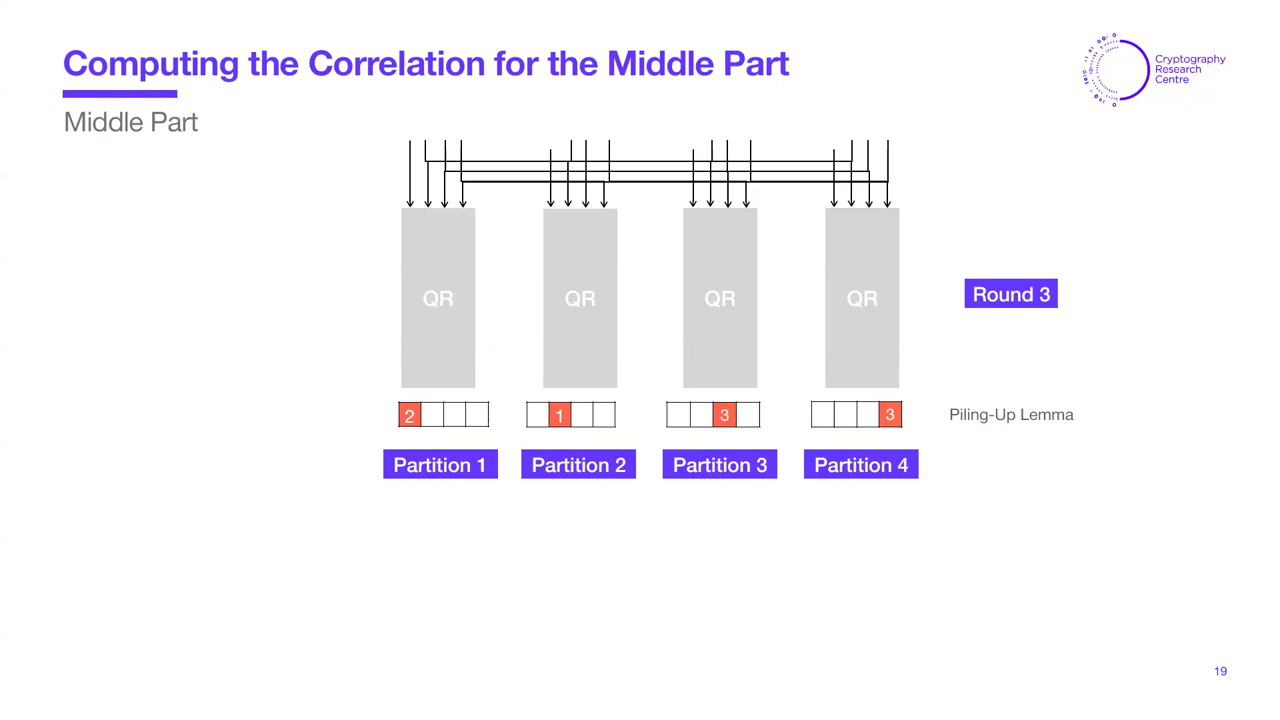 Computing the Correlation for the Middle Part
Cryptography
Research
Centre
Middle Part
QR QR QR QR
Round 3
2 1 3 3
Piling-Up Lemma
Partition 1 Partition 2 Partition 3 Partition 4
19